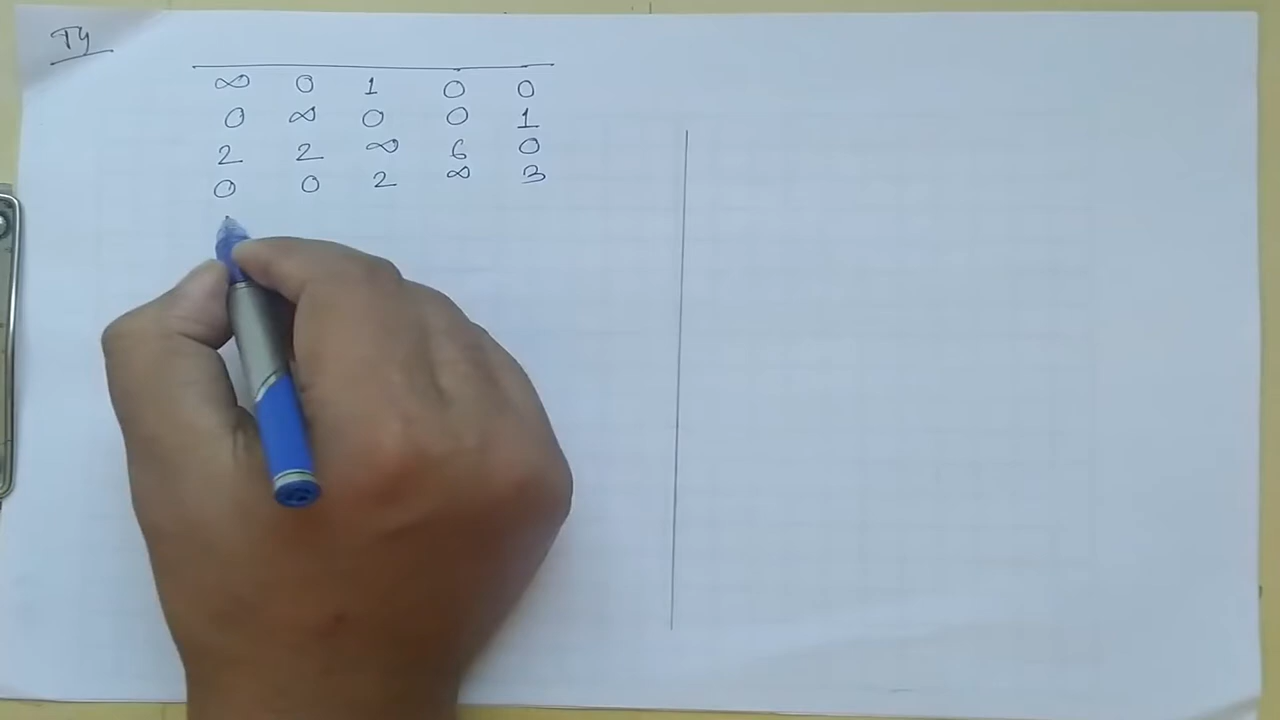 T4
∞ 0 1 0 0
0 ∞ 0 0 1
2 2 ∞ 6 0
0 0 2 ∞ 3